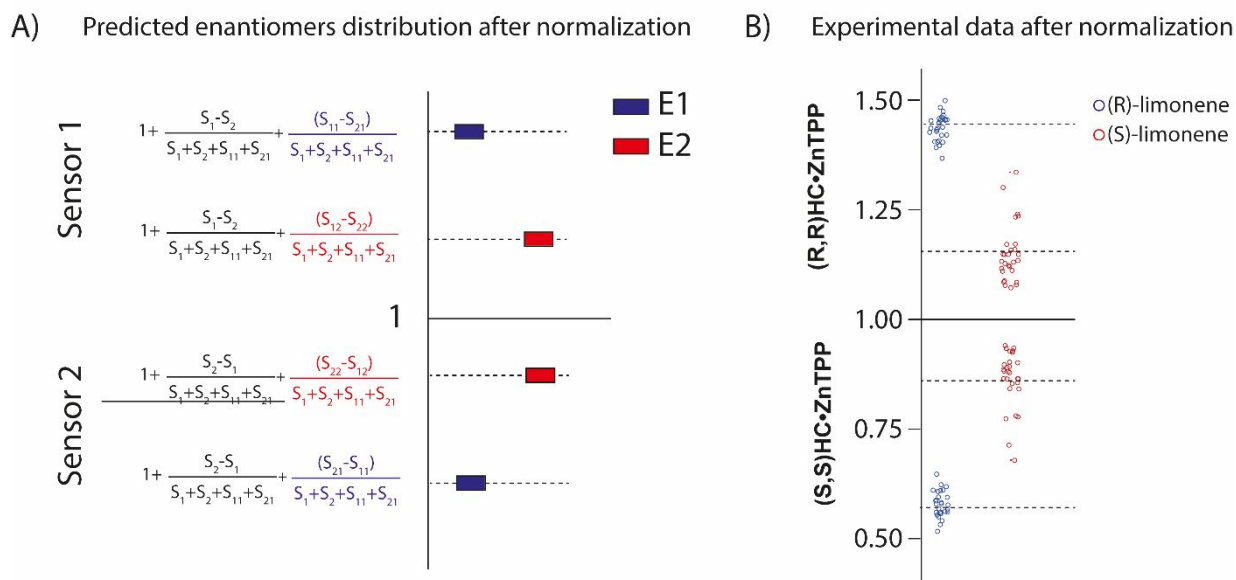 A) Predicted enantiomers distribution after normalization
Sensor 1
1+ S₁-S₂ / S₁+S₂+S₁₁+S₂₁ + (S₁₁-S₂₁) / S₁+S₂+S₁₁+S₂₁
1+ S₁-S₂ / S₁+S₂+S₁₁+S₂₁ + (S₁₂-S₂₂) / S₁+S₂+S₁₁+S₂₁
E1
E2
1
Sensor 2
1+ S₂-S₁ / S₁+S₂+S₁₁+S₂₁ + (S₂₂-S₁₂) / S₁+S₂+S₁₁+S₂₁
1+ S₂-S₁ / S₁+S₂+S₁₁+S₂₁ + (S₂₁-S₁₁) / S₁+S₂+S₁₁+S₂₁
B) Experimental data after normalization
(R,R)HC•ZnTPP
(S,S)HC•ZnTPP
1.50
1.25
1.00
0.75
0.50
(R)-limonene
(S)-limonene